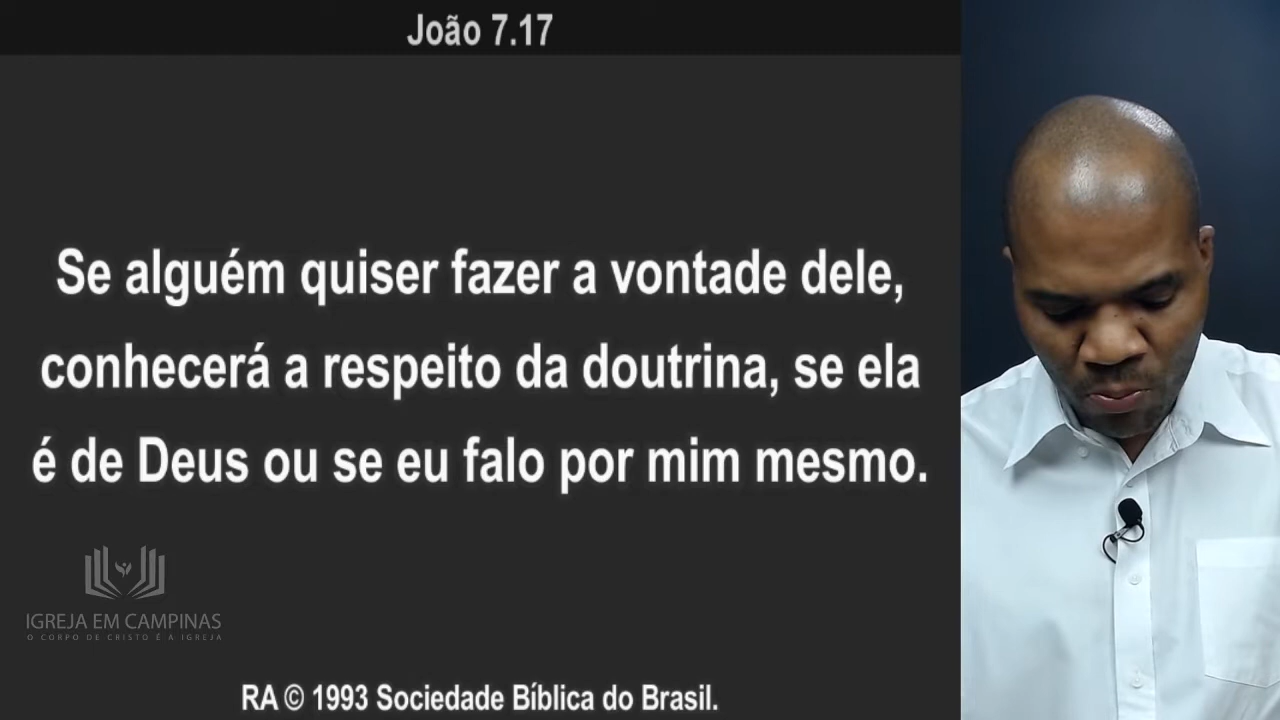 João 7.17
Se alguém quiser fazer a vontade dele,
conhecerá a respeito da doutrina, se ela
é de Deus ou se eu falo por mim mesmo.
IGREJA EM CAMPINAS
O CORPO DE CRISTO É A IGREJA
RA © 1993 Sociedade Bíblica do Brasil.